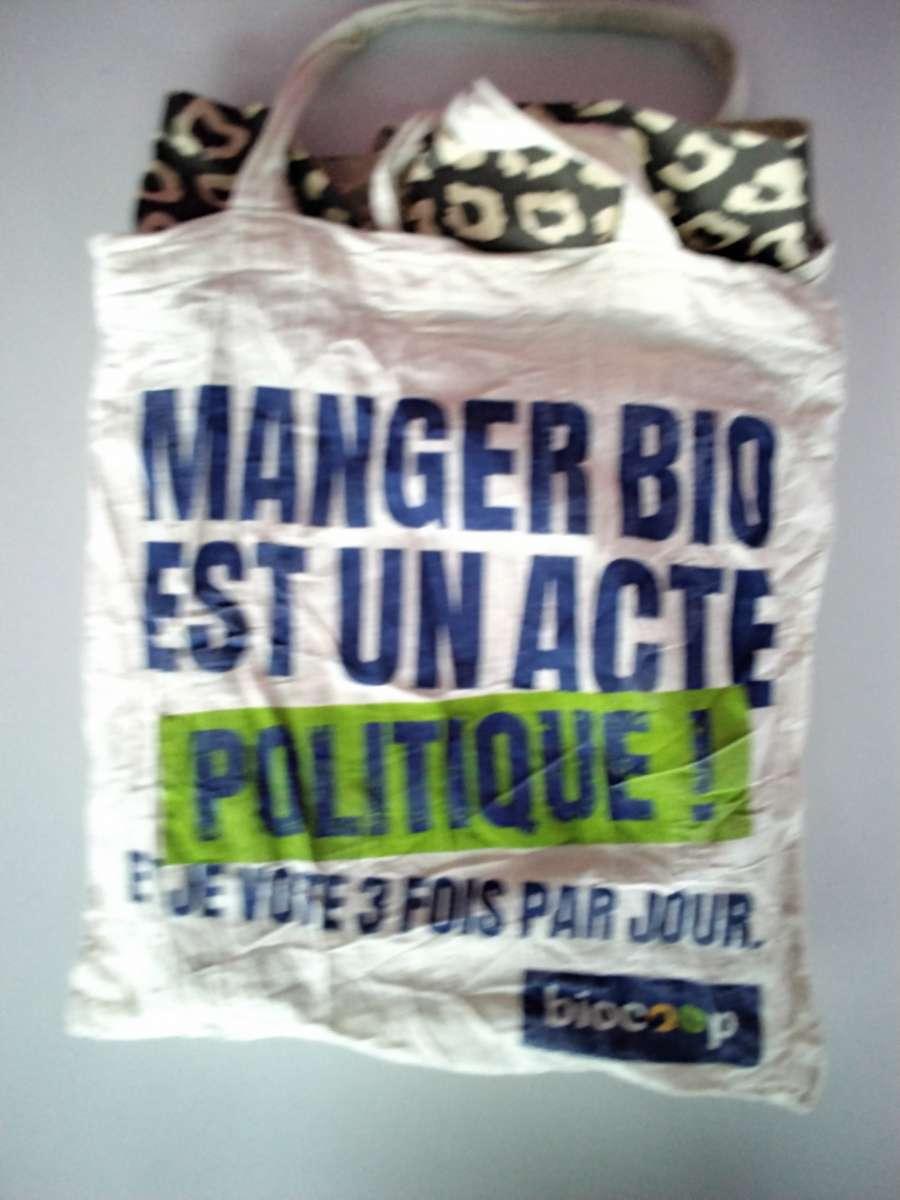 MANGER BIO
EST UN ACTE
POLITIQUE !
ET JE VOTE 3 FOIS PAR JOUR.
biocoop